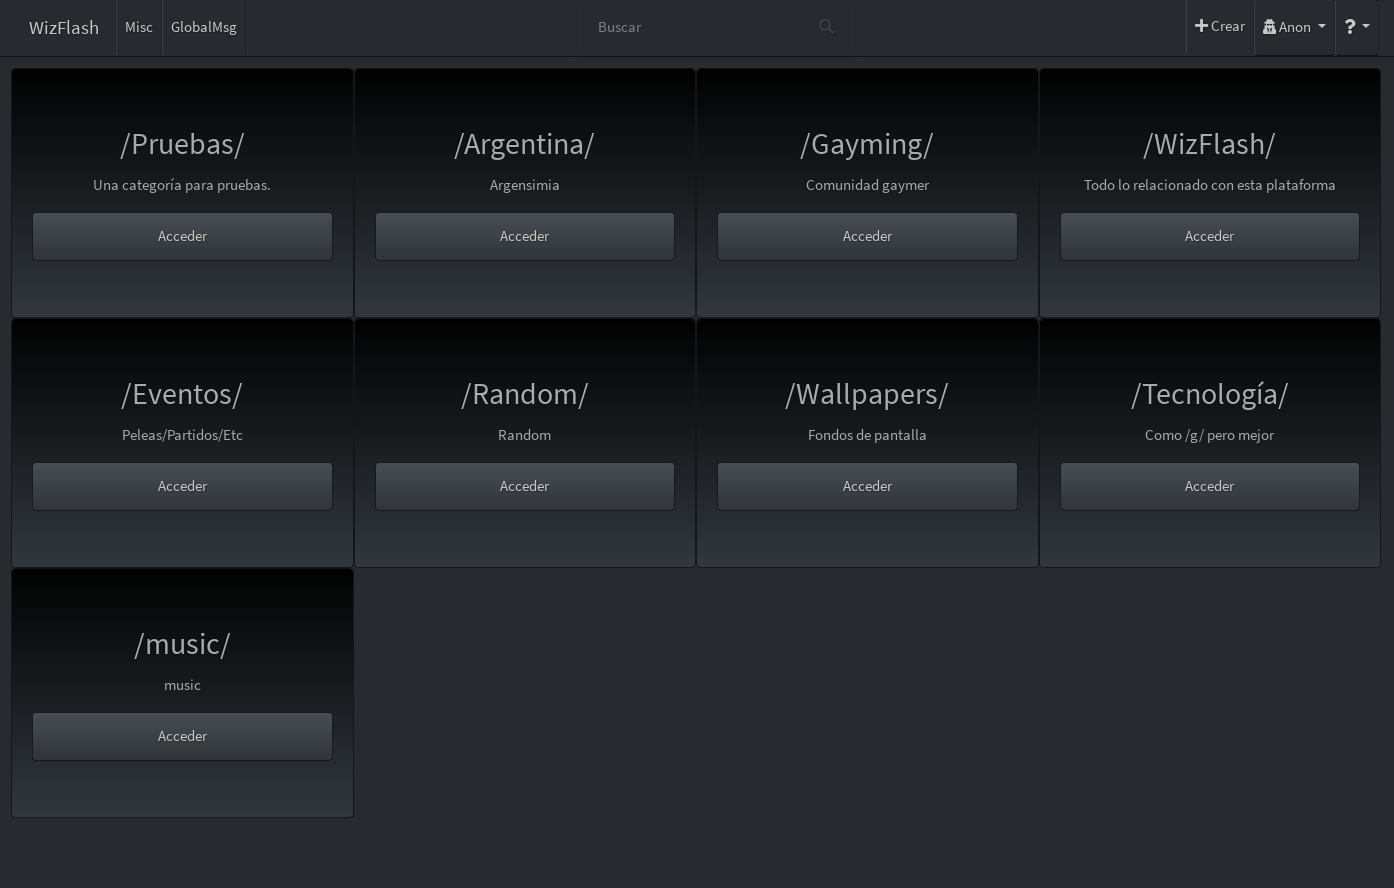 WizFlash Misc GlobalMsg Buscar Crear Anon
/Pruebas/
Una categoría para pruebas.
Acceder
/Argentina/
Argensimia
Acceder
/Gayming/
Comunidad gaymer
Acceder
/WizFlash/
Todo lo relacionado con esta plataforma
Acceder
/Eventos/
Peleas/Partidos/Etc
Acceder
/Random/
Random
Acceder
/Wallpapers/
Fondos de pantalla
Acceder
/Tecnología/
Como /g/ pero mejor
Acceder
/music/
music
Acceder